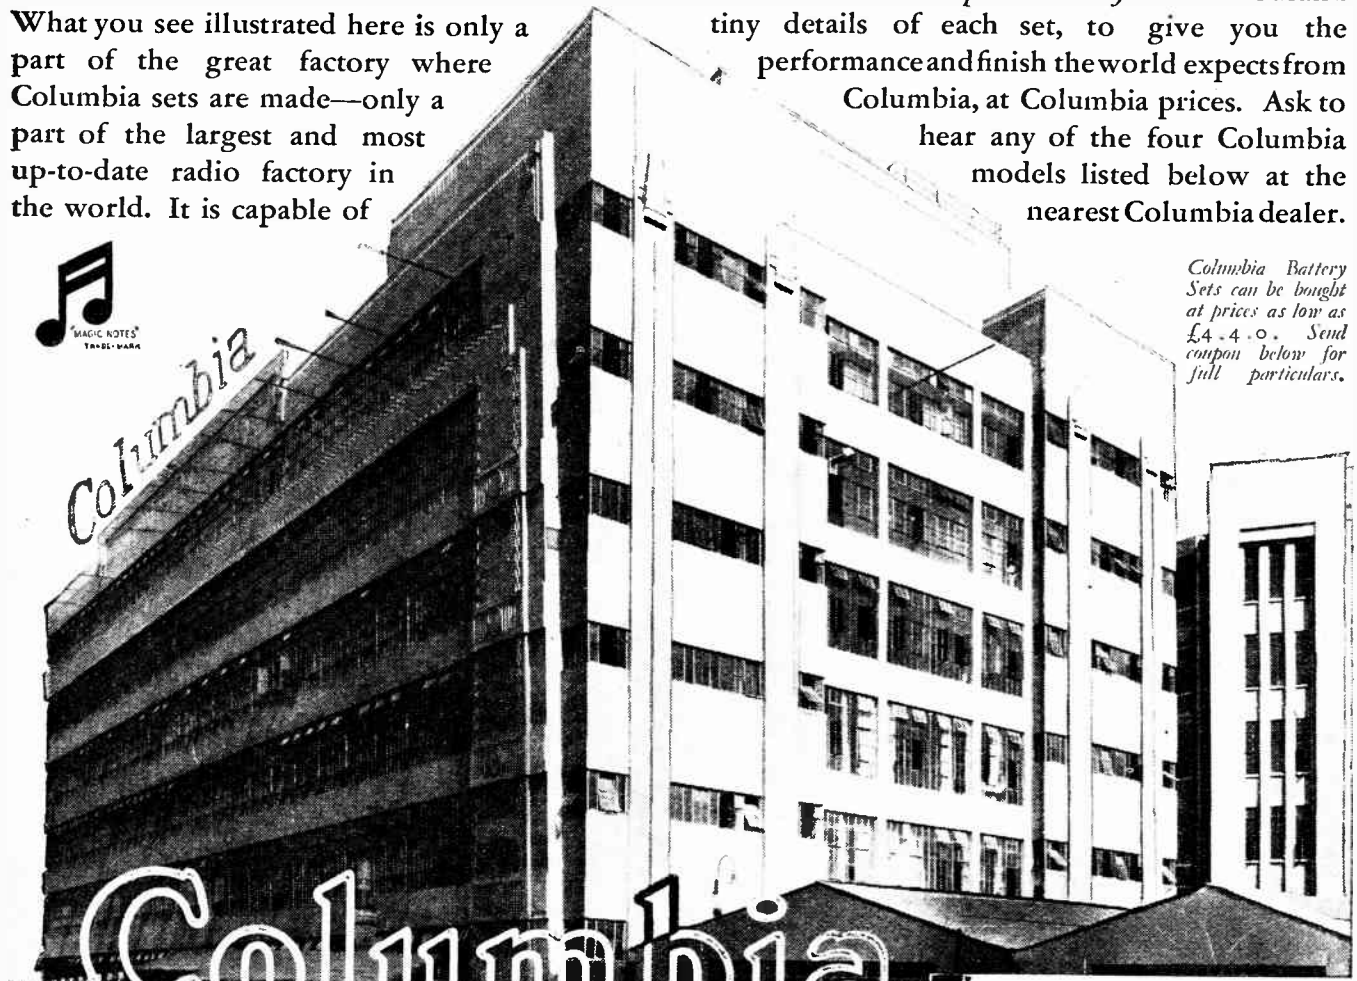 What you see illustrated here is only a
part of the great factory where
Columbia sets are made—only a
part of the largest and most
up-to-date radio factory in
the world. It is capable of
tiny details of each set, to give you the
performance and finish the world expects from
Columbia, at Columbia prices. Ask to
hear any of the four Columbia
models listed below at the
nearest Columbia dealer.
Columbia Battery
Sets can be bought
at prices as low as
£4.4.0. Send
coupon below for
full particulars.
"MAGIC NOTES"
TRADE-MARK
Columbia
Columbia